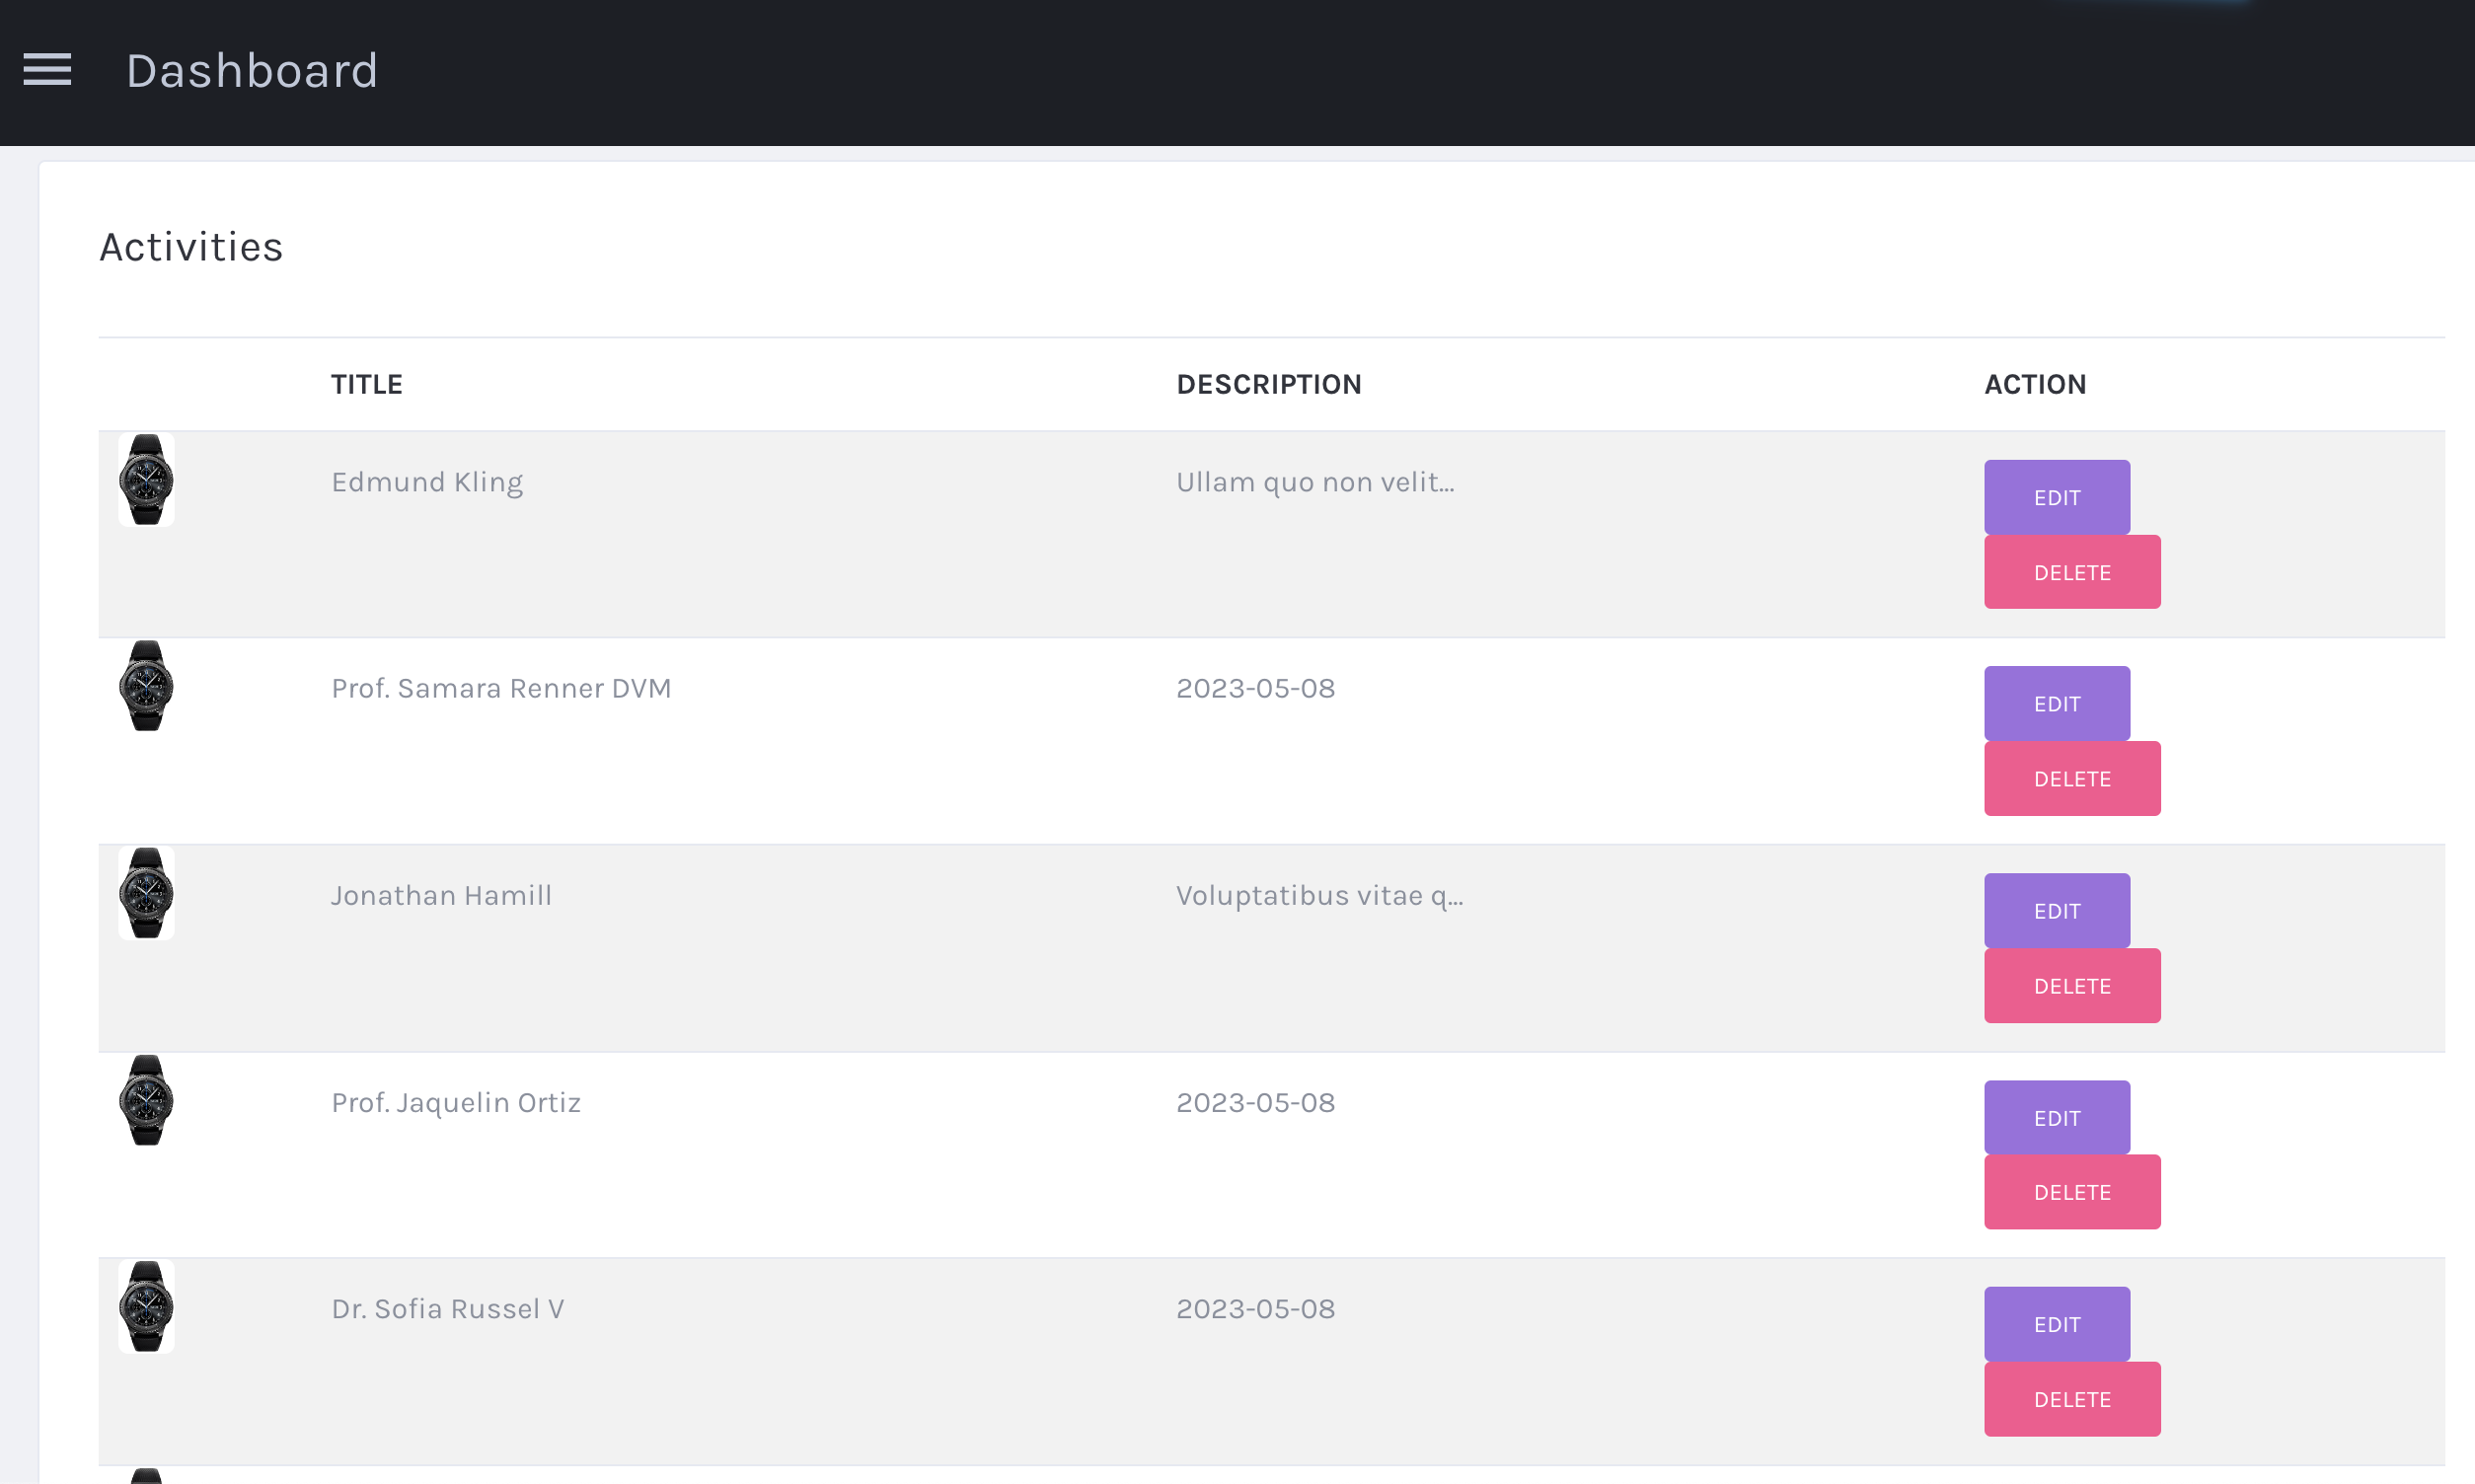 Dashboard
Activities
TITLE DESCRIPTION ACTION
Edmund Kling Ullam quo non velit... EDIT
DELETE
Prof. Samara Renner DVM 2023-05-08 EDIT
DELETE
Jonathan Hamill Voluptatibus vitae q... EDIT
DELETE
Prof. Jaquelin Ortiz 2023-05-08 EDIT
DELETE
Dr. Sofia Russel V 2023-05-08 EDIT
DELETE